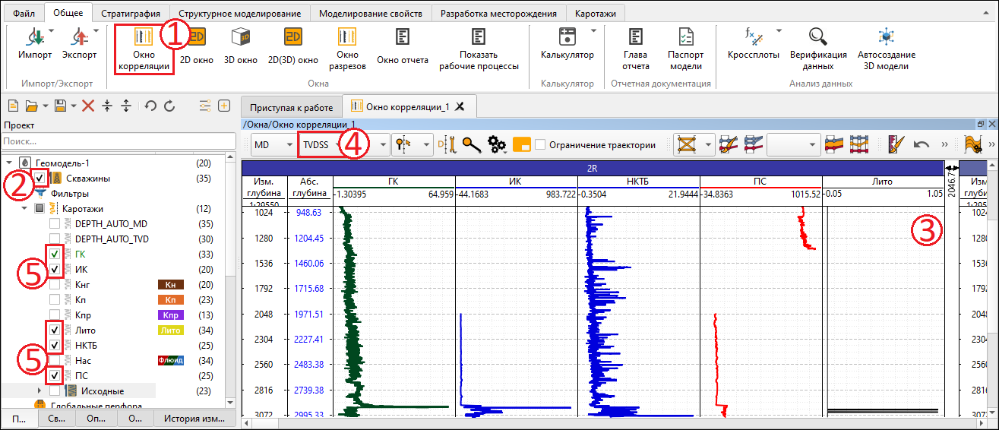 Файл Общее Стратиграфия Структурное моделирование Моделирование свойств Разработка месторождения Каротажи
1
Импорт Экспорт Окно корреляции 2D окно 3D окно 2D(3D) окно Окно разрезов Окно отчета Показать рабочие процессы Калькулятор Глава отчета Паспорт модели Кроссплоты Верификация данных Автосоздание 3D модели
Импорт/Экспорт Окна Калькулятор Отчетная документация Анализ данных
Приступая к работе Окно корреляции_1
Проект
/Окна/Окно корреляции_1
Поиск...
MD TVDSS 4 D Ограничение траектории
Геомодель-1 (20)
2 Скважины (35)
Фильтры
Каротажи (12)
DEPTH_AUTO_MD (35)
DEPTH_AUTO_TVD (30)
ГК (33)
5 ИК (20)
Кнг Кн (20)
Кп Кп (23)
Кпр Кпр (13)
Лито Лито (34)
НКТБ (25)
5 Нас Флюид (34)
ПС (25)
Исходные (23)
Глобальные перфора
П... Св... Оп... О... История изм...
2R
2046.7
Изм. глубина Абс. глубина ГК ИК НКТБ ПС Лито Изм глуби
-1.30395 64.959 -44.1683 983.722 -0.3504 21.9444 -34.8363 1015.52 -0.05 1.05
1:29550
3
1024 948.63 1024
1280 1204.45 1280
1536 1460.06 1536
1792 1715.68 1792
2048 1971.51 2048
2304 2227.41 2304
2560 2483.38 2560
2816 2739.38 2816
3072 2995.33 3072